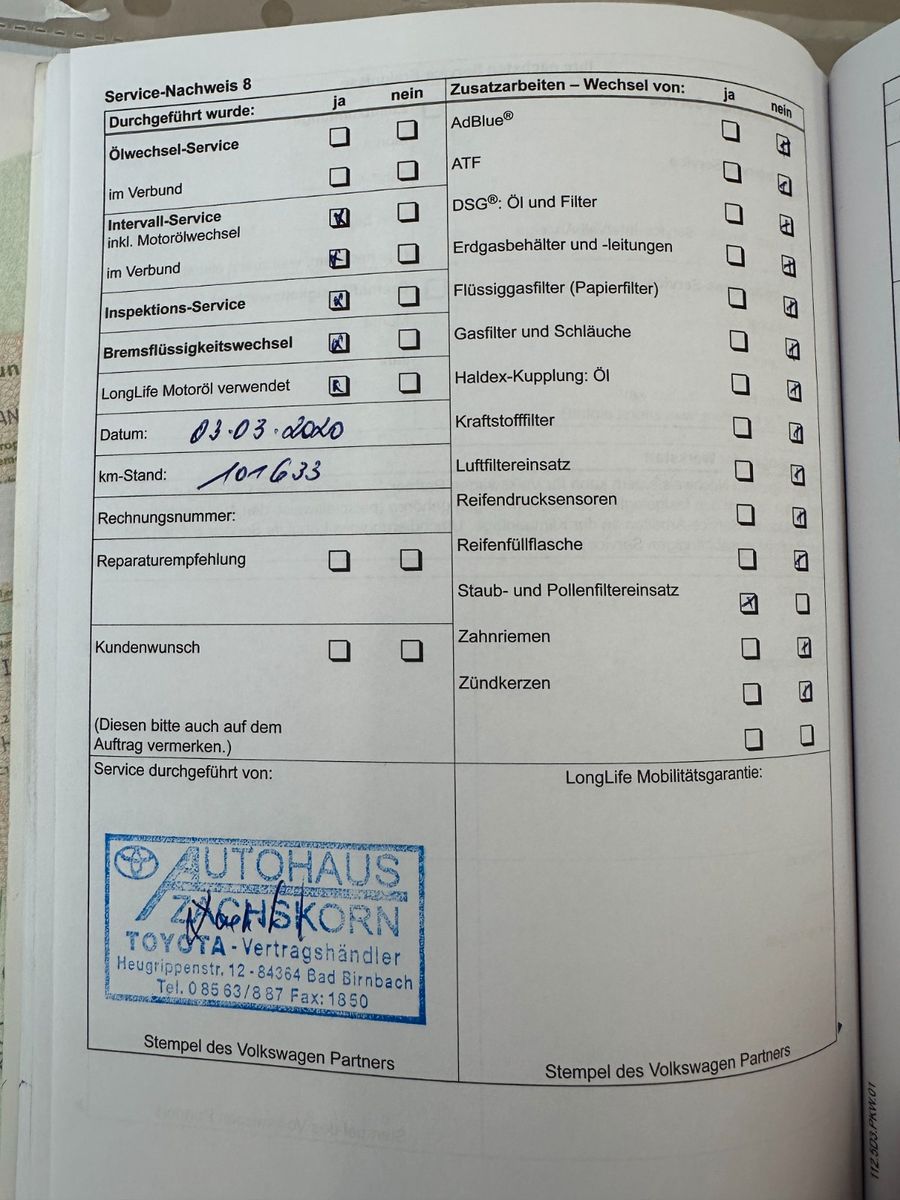 Service-Nachweis 8
Durchgeführt wurde: ja nein
Ölwechsel-Service
im Verbund
Intervall-Service
inkl. Motorölwechsel
im Verbund
Inspektions-Service
Bremsflüssigkeitswechsel
LongLife Motoröl verwendet
Datum: 03.03.2020
km-Stand: 101633
Rechnungsnummer:
Reparaturempfehlung
Kundenwunsch
(Diesen bitte auch auf dem
Auftrag vermerken.)
Service durchgeführt von:
AUTOHAUS
ZACHSKORN
TOYOTA - Vertragshändler
Heugrippenstr. 12 - 84364 Bad Birnbach
Tel. 0 85 63/8 87 Fax: 1850
Stempel des Volkswagen Partners
Zusatzarbeiten – Wechsel von: ja nein
AdBlue®
ATF
DSG®: Öl und Filter
Erdgasbehälter und -leitungen
Flüssiggasfilter (Papierfilter)
Gasfilter und Schläuche
Haldex-Kupplung: Öl
Kraftstofffilter
Luftfiltereinsatz
Reifendrucksensoren
Reifenfüllflasche
Staub- und Pollenfiltereinsatz
Zahnriemen
Zündkerzen
LongLife Mobilitätsgarantie:
Stempel des Volkswagen Partners
112.5D3.PKW.01